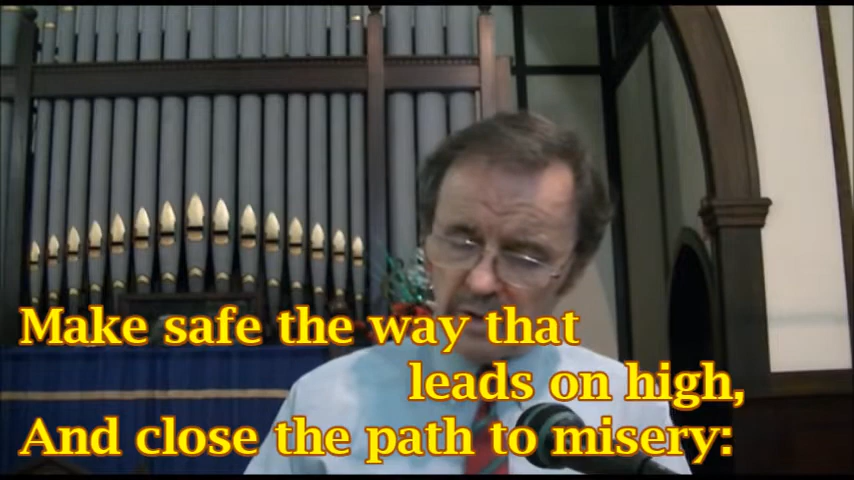 Make safe the way that
leads on high,
And close the path to misery: